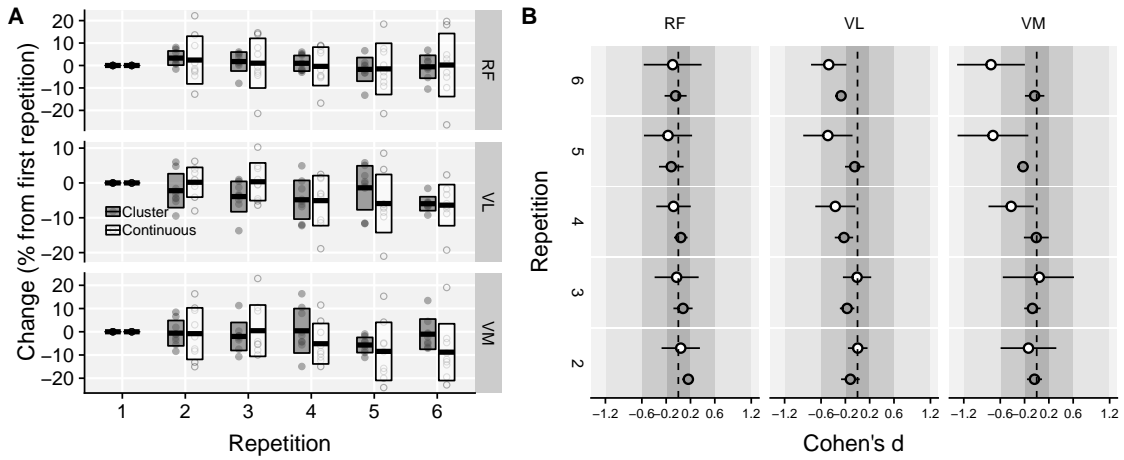 A
Change (% from first repetition)
20
10
0
−10
−20
RF
10
0
−10
−20
VL
Cluster
Continuous
20
10
0
−10
−20
VM
1 2 3 4 5 6
Repetition
B
RF VL VM
Repetition
6
5
4
3
2
−1.2 −0.6 −0.2 0.2 0.6 1.2 −1.2 −0.6 −0.2 0.2 0.6 1.2 −1.2 −0.6 −0.2 0.2 0.6 1.2
Cohen's d